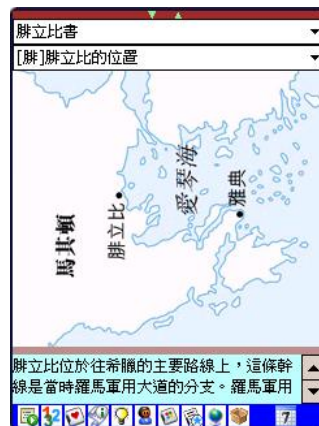 腓立比書
[腓]腓立比的位置
馬其頓
腓立比
愛琴海
雅典
腓立比位於往希臘的主要路線上，這條幹
線是當時羅馬軍用大道的分支。羅馬軍用